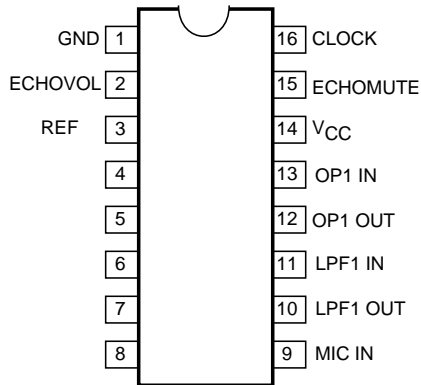 GND 1 16 CLOCK
ECHOVOL 2 15 ECHOMUTE
REF 3 14 VCC
4 13 OP1 IN
5 12 OP1 OUT
6 11 LPF1 IN
7 10 LPF1 OUT
8 9 MIC IN